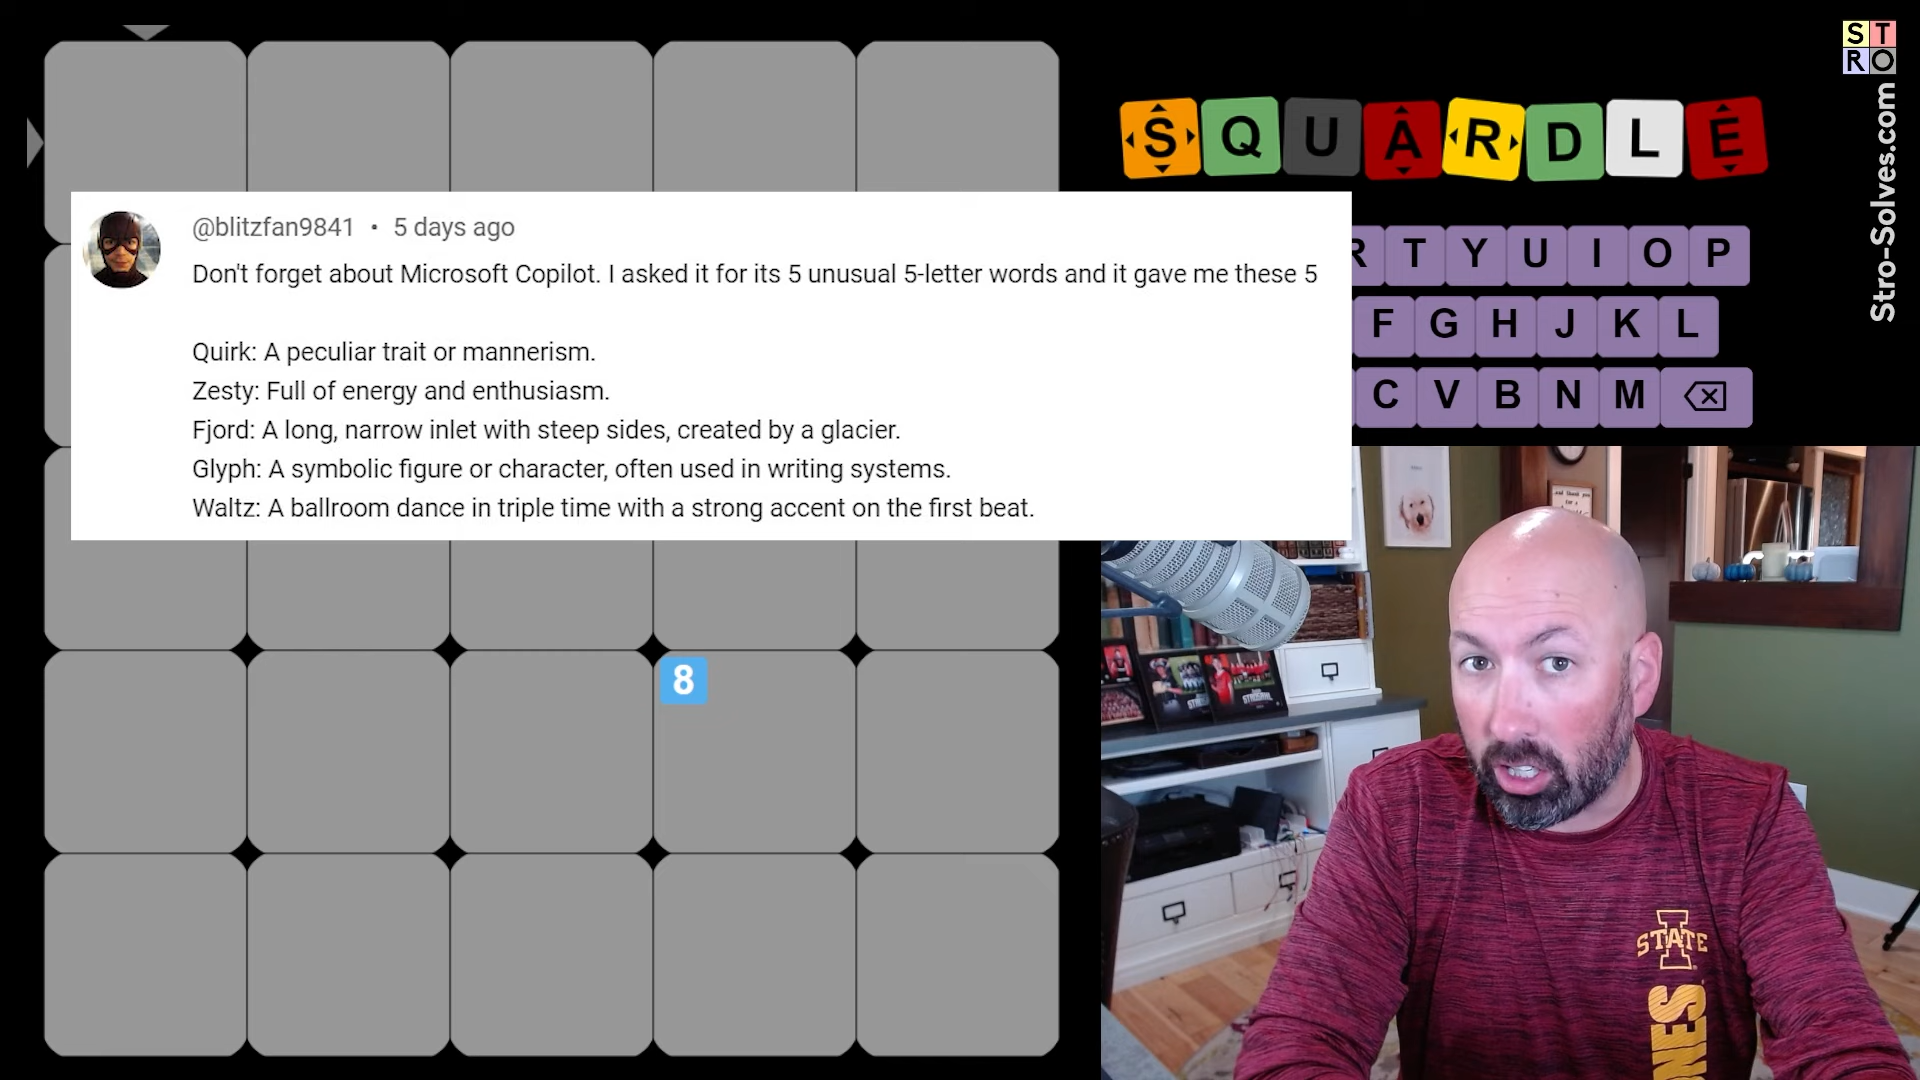 S T
R O
Stro-Solves.com
SQUARDLE
@blitzfan9841 • 5 days ago
Don't forget about Microsoft Copilot. I asked it for its 5 unusual 5-letter words and it gave me these 5
Quirk: A peculiar trait or mannerism.
Zesty: Full of energy and enthusiasm.
Fjord: A long, narrow inlet with steep sides, created by a glacier.
Glyph: A symbolic figure or character, often used in writing systems.
Waltz: A ballroom dance in triple time with a strong accent on the first beat.
R T Y U I O P
F G H J K L
C V B N M
8
I
STATE